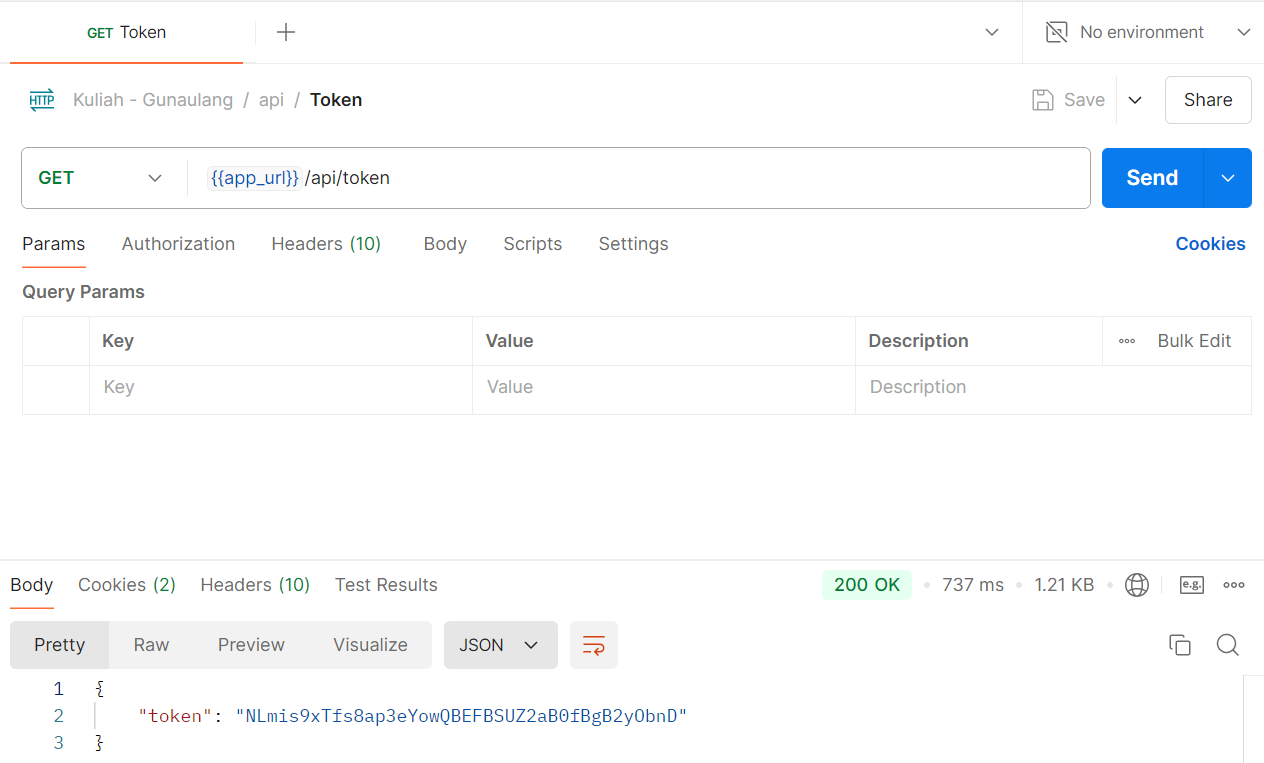 GET Token
No environment
HTTP Kuliah - Gunaulang / api / Token Save Share
GET {{app_url}} /api/token Send
Params Authorization Headers (10) Body Scripts Settings Cookies
Query Params
Key Value Description Bulk Edit
Key Value Description
Body Cookies (2) Headers (10) Test Results 200 OK 737 ms 1.21 KB e.g.
Pretty Raw Preview Visualize JSON
1 {
2 "token": "NLmis9xTfs8ap3eYowQBEFBSUZ2aB0fBgB2yObnD"
3 }